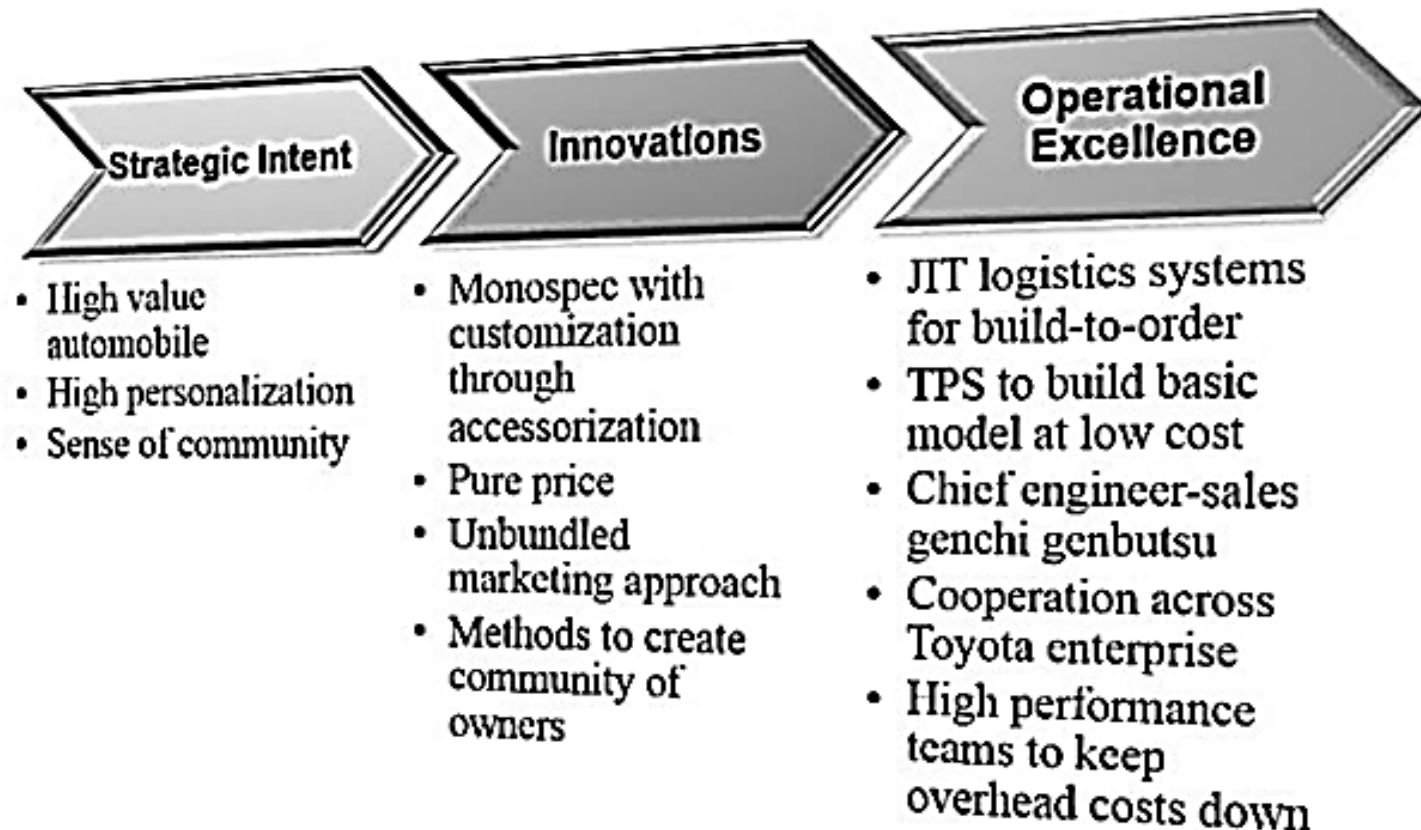 Strategic Intent
• High value
automobile
• High personalization
• Sense of community
Innovations
• Monospec with
customization
through
accessorization
• Pure price
• Unbundled
marketing approach
• Methods to create
community of
owners
Operational
Excellence
• JIT logistics systems
for build-to-order
• TPS to build basic
model at low cost
• Chief engineer-sales
genchi genbutsu
• Cooperation across
Toyota enterprise
• High performance
teams to keep
overhead costs down